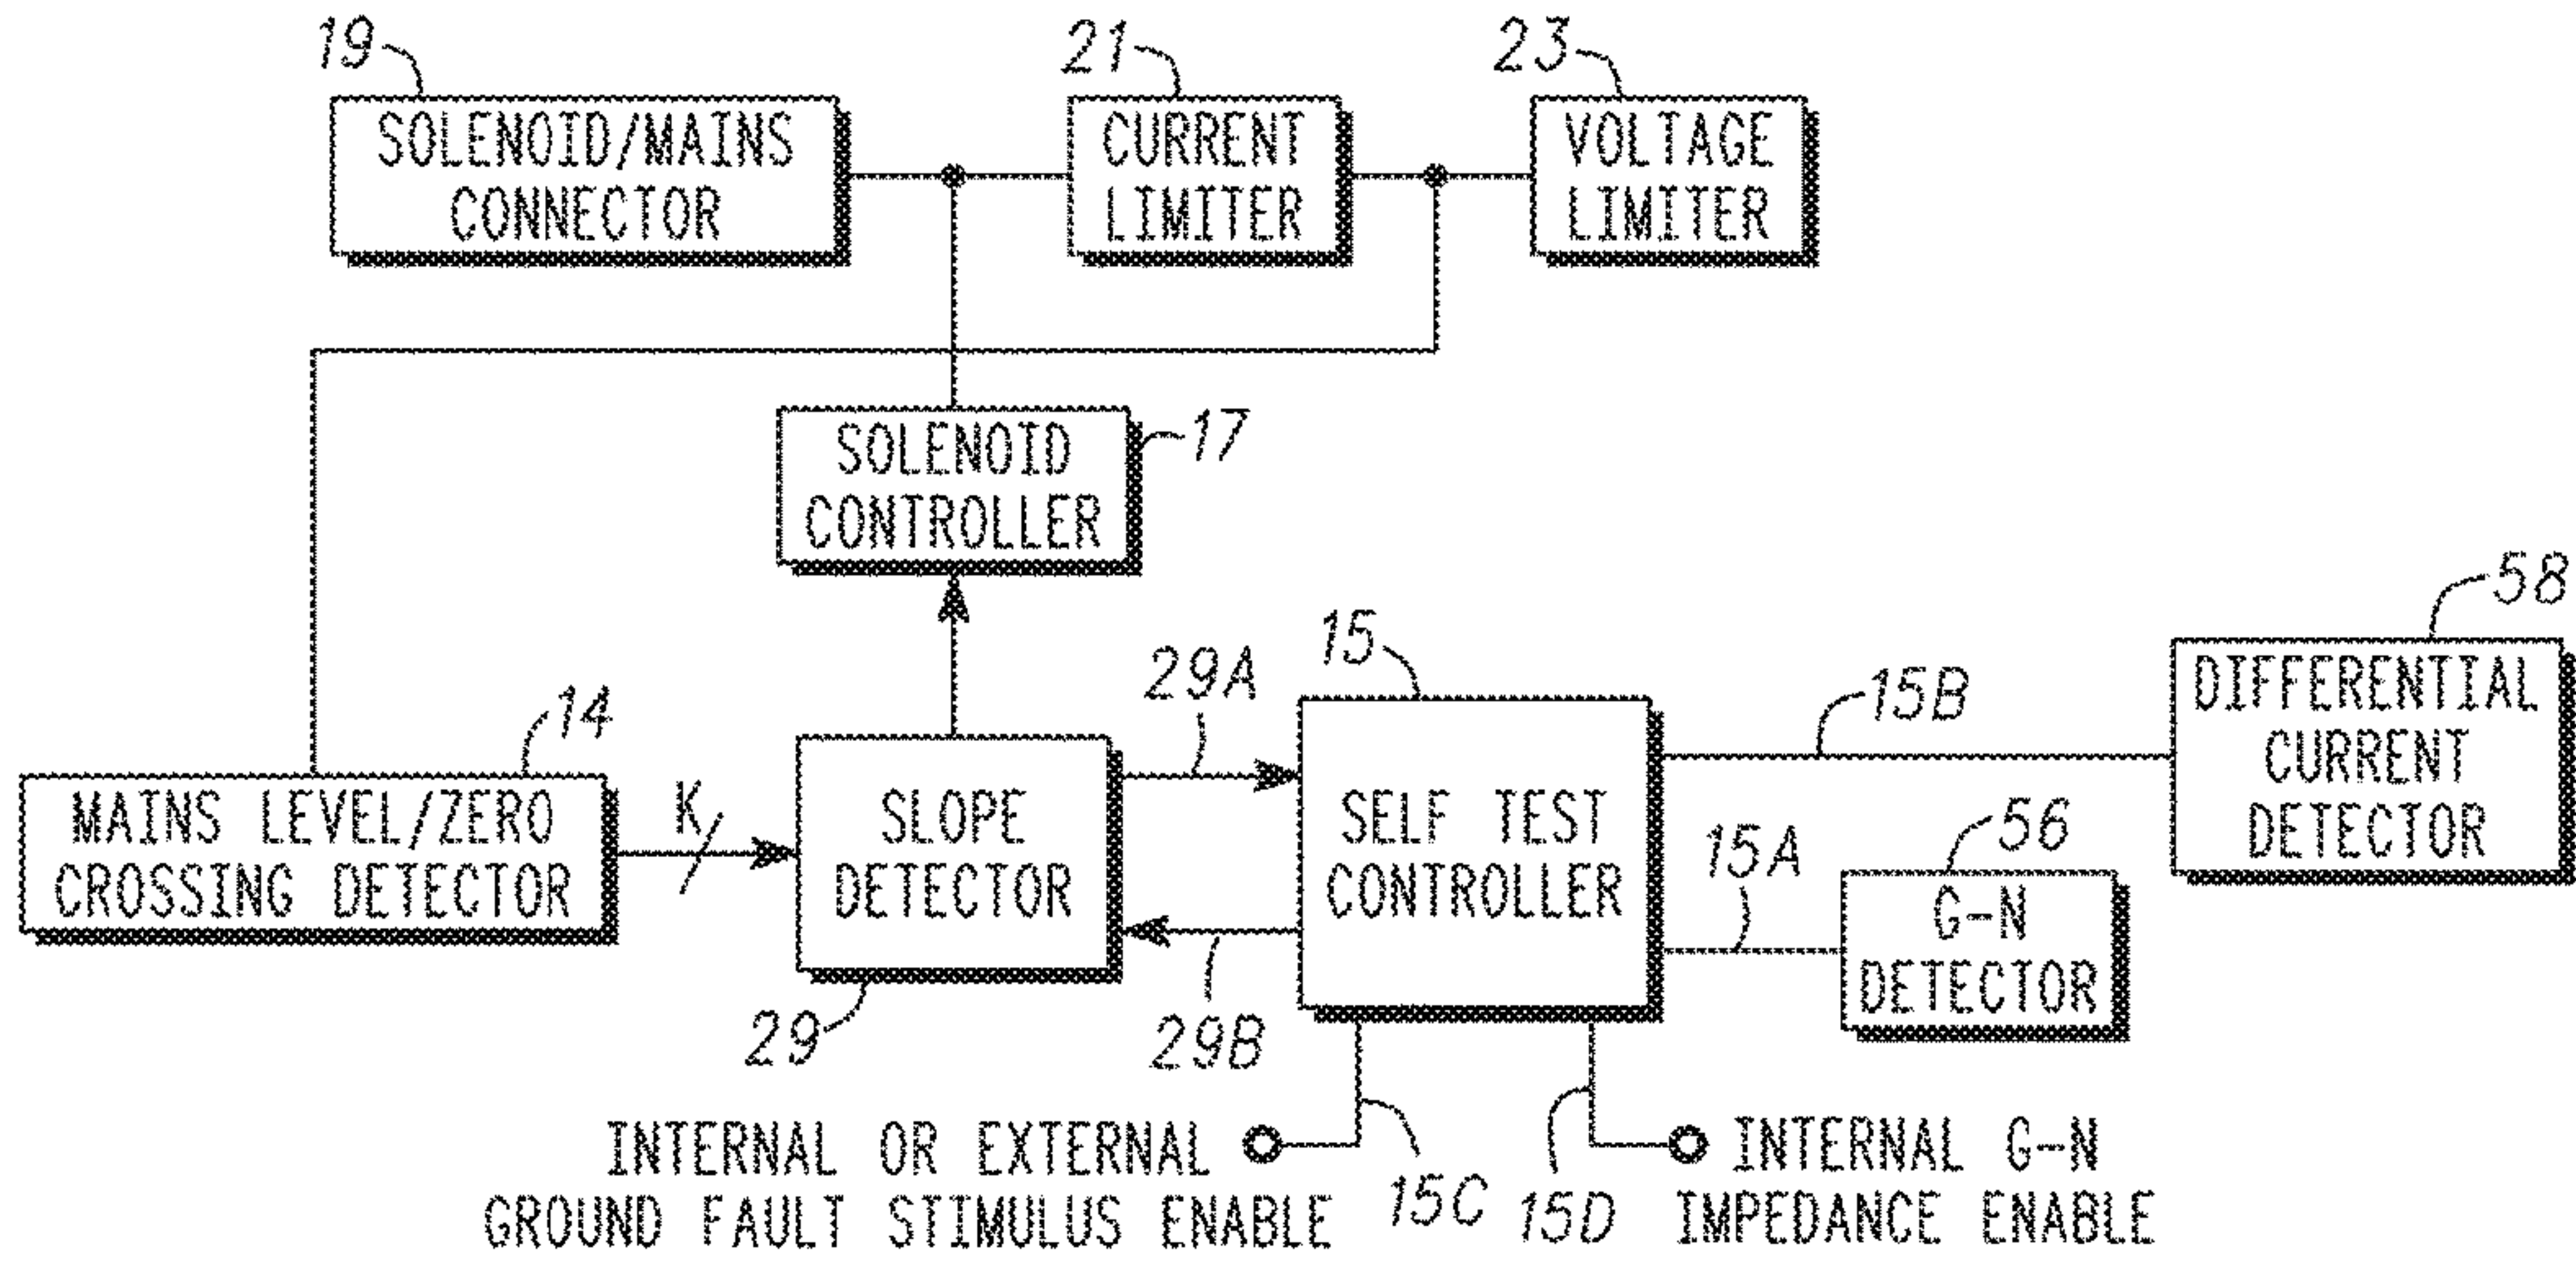 19
21
23
SOLENOID/MAINS
CONNECTOR
CURRENT
LIMITER
VOLTAGE
LIMITER
SOLENOID
CONTROLLER
17
58
15
29A
15B
DIFFERENTIAL
CURRENT
DETECTOR
14
MAINS LEVEL/ZERO
CROSSING DETECTOR
K
SLOPE
DETECTOR
SELF TEST
CONTROLLER
15A
56
G-N
DETECTOR
29
29B
INTERNAL OR EXTERNAL
GROUND FAULT STIMULUS ENABLE
15C
15D
INTERNAL G-N
IMPEDANCE ENABLE